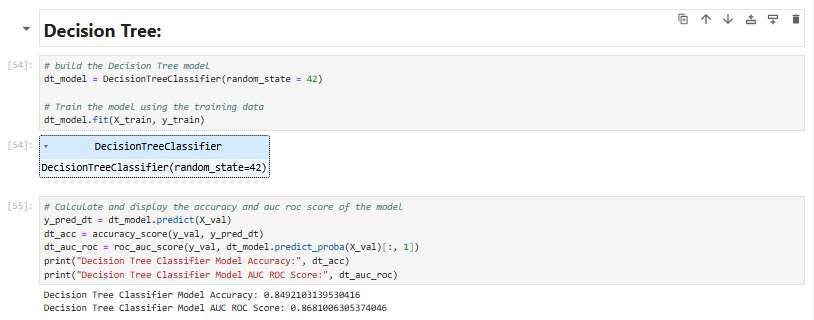 Decision Tree:
[54]:
# build the Decision Tree model
dt_model = DecisionTreeClassifier(random_state = 42)
# Train the model using the training data
dt_model.fit(X_train, y_train)
[54]:
DecisionTreeClassifier
DecisionTreeClassifier(random_state=42)
[55]:
# Calculate and display the accuracy and auc roc score of the model
y_pred_dt = dt_model.predict(X_val)
dt_acc = accuracy_score(y_val, y_pred_dt)
dt_auc_roc = roc_auc_score(y_val, dt_model.predict_proba(X_val)[:, 1])
print("Decision Tree Classifier Model Accuracy:", dt_acc)
print("Decision Tree Classifier Model AUC ROC Score:", dt_auc_roc)
Decision Tree Classifier Model Accuracy: 0.8492103139530416
Decision Tree Classifier Model AUC ROC Score: 0.8681006305374046